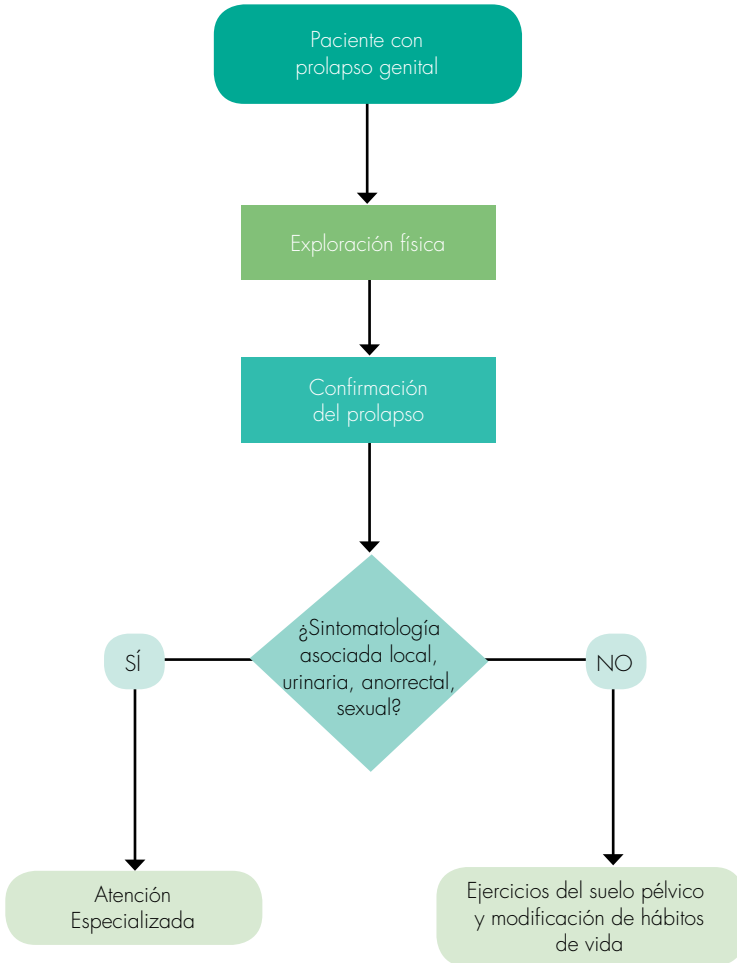 Paciente con
prolapso genital
Exploración física
Confirmación
del prolapso
¿Sintomatología
asociada local,
urinaria, anorrectal,
sexual?
SÍ
NO
Atención
Especializada
Ejercicios del suelo pélvico
y modificación de hábitos
de vida